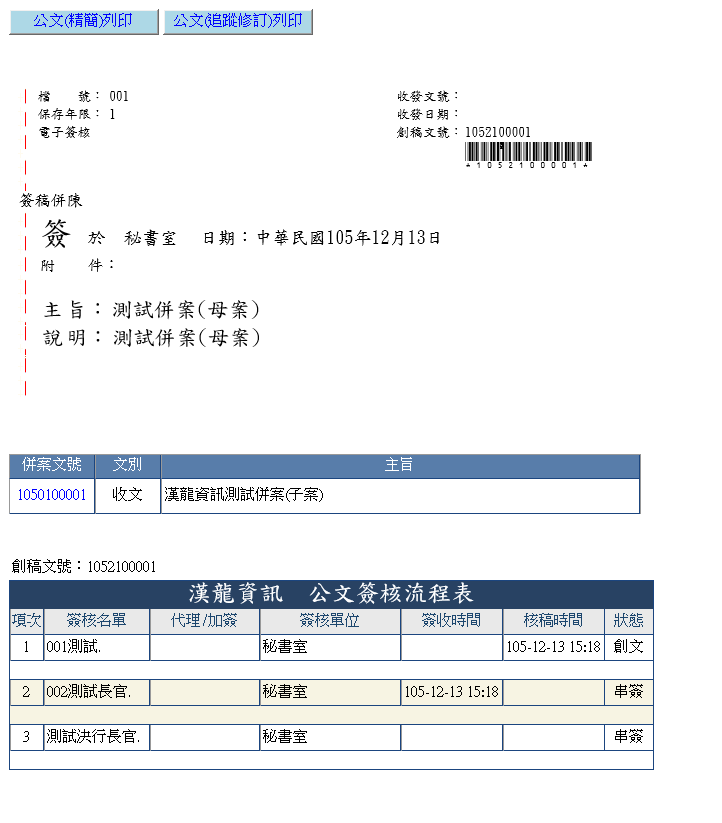 公文(精簡)列印 公文(追蹤修訂)列印
檔　　號： 001 收發文號：
保存年限： 1 收發日期：
電子簽核 創稿文號：1052100001
*1052100001*
簽稿併陳
簽 於 秘書室 日期：中華民國105年12月13日
附　　件：
主旨：測試併案(母案)
說明：測試併案(母案)
併案文號 文別 主旨
1050100001 收文 漢龍資訊測試併案(子案)
創稿文號：1052100001
漢龍資訊　公文簽核流程表
項次 簽核名單 代理/加簽 簽核單位 簽收時間 核稿時間 狀態
1 001測試. 秘書室 105-12-13 15:18 創文
2 002測試長官. 秘書室 105-12-13 15:18 串簽
3 測試決行長官. 秘書室 串簽